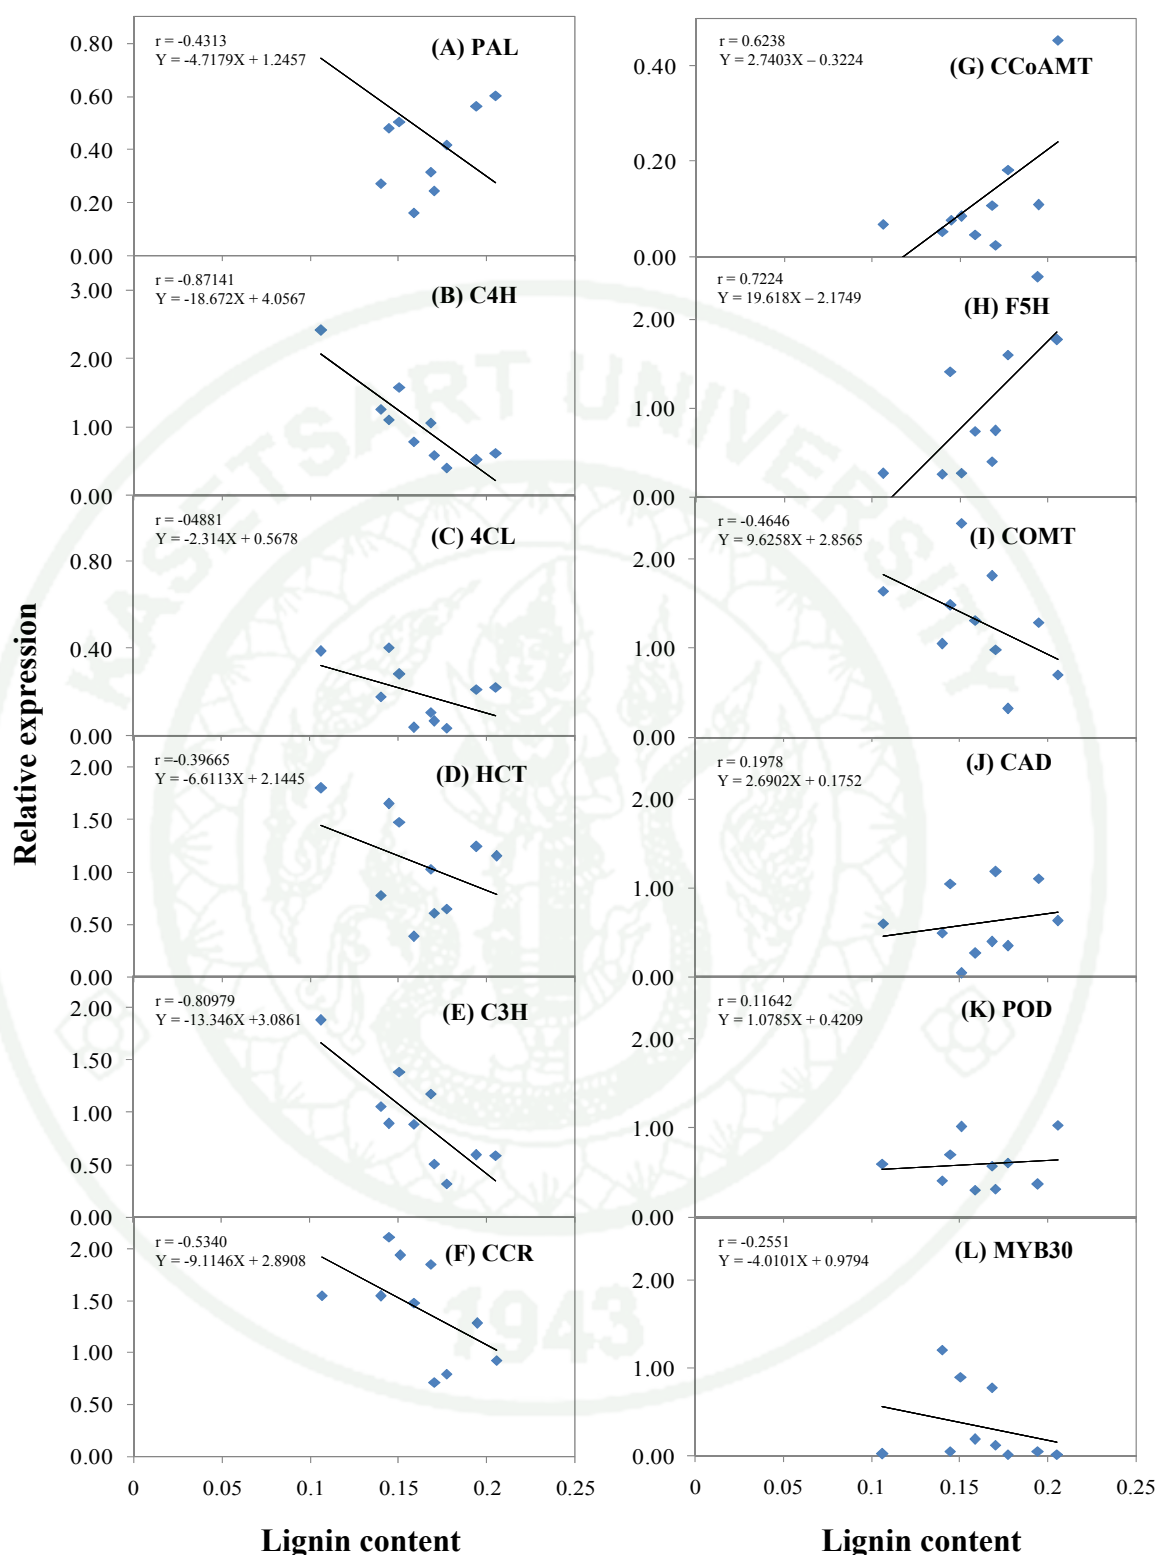 r = -0.4313
Y = -4.7179X + 1.2457
(A) PAL
0.80
0.60
0.40
0.20
0.00
r = -0.87141
Y = -18.672X + 4.0567
(B) C4H
3.00
2.00
1.00
0.00
r = -04881
Y = -2.314X + 0.5678
(C) 4CL
0.80
0.40
0.00
r =-0.39665
Y = -6.6113X + 2.1445
(D) HCT
2.00
1.50
1.00
0.50
0.00
r = -0.80979
Y = -13.346X +3.0861
(E) C3H
2.00
1.50
1.00
0.50
0.00
r = -0.5340
Y = -9.1146X + 2.8908
(F) CCR
2.00
1.50
1.00
0.50
0.00
0 0.05 0.1 0.15 0.2 0.25
Lignin content
Relative expression
r = 0.6238
Y = 2.7403X – 0.3224
(G) CCoAMT
0.40
0.20
0.00
r = 0.7224
Y = 19.618X – 2.1749
(H) F5H
2.00
1.00
0.00
r = -0.4646
Y = 9.6258X + 2.8565
(I) COMT
2.00
1.00
0.00
r = 0.1978
Y = 2.6902X + 0.1752
(J) CAD
2.00
1.00
0.00
r = 0.11642
Y = 1.0785X + 0.4209
(K) POD
2.00
1.00
0.00
r = -0.2551
Y = -4.0101X + 0.9794
(L) MYB30
2.00
1.00
0.00
0 0.05 0.1 0.15 0.2 0.25
Lignin content
KASETSART UNIVERSITY
1943